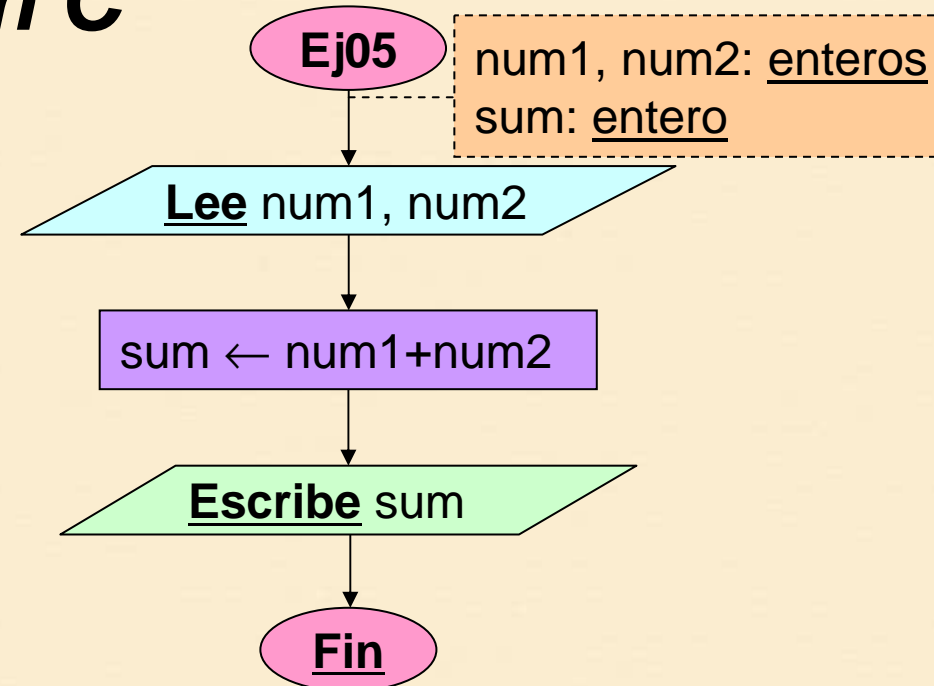 n C
Ej05
num1, num2: enteros
sum: entero
Lee num1, num2
sum ← num1+num2
Escribe sum
Fin